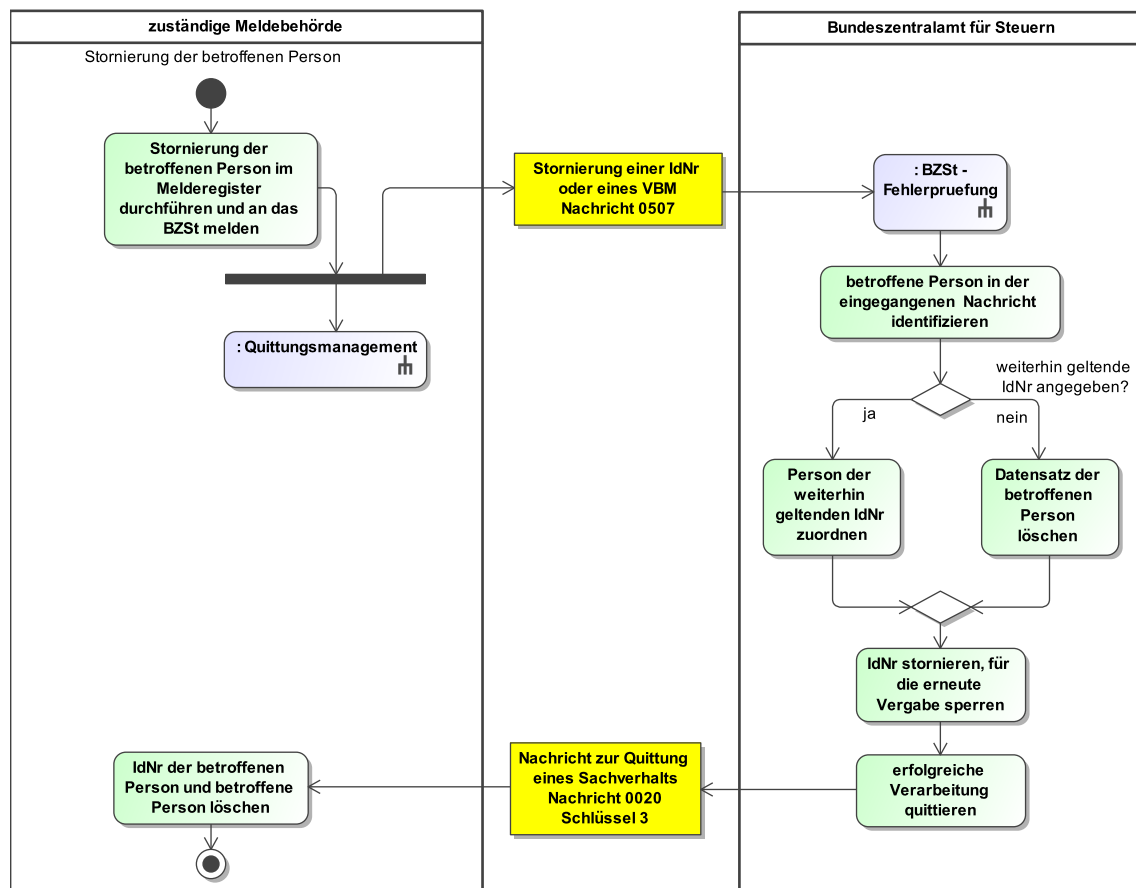 zuständige Meldebehörde
Bundeszentralamt für Steuern
Stornierung der betroffenen Person
Stornierung der
betroffenen Person im
Melderegister
durchführen und an das
BZSt melden
Stornierung einer IdNr
oder eines VBM
Nachricht 0507
: BZSt -
Fehlerpruefung
: Quittungsmanagement
betroffene Person in der
eingegangenen Nachricht
identifizieren
weiterhin geltende
IdNr angegeben?
ja
nein
Person der
weiterhin
geltenden IdNr
zuordnen
Datensatz der
betroffenen
Person
löschen
IdNr stornieren, für
die erneute
Vergabe sperren
erfolgreiche
Verarbeitung
quittieren
Nachricht zur Quittung
eines Sachverhalts
Nachricht 0020
Schlüssel 3
IdNr der betroffenen
Person und betroffene
Person löschen